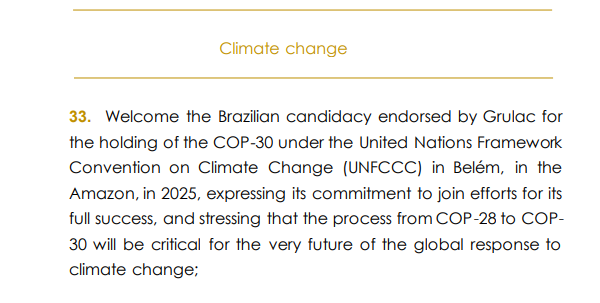 Climate change
33. Welcome the Brazilian candidacy endorsed by Grulac for
the holding of the COP-30 under the United Nations Framework
Convention on Climate Change (UNFCCC) in Belém, in the
Amazon, in 2025, expressing its commitment to join efforts for its
full success, and stressing that the process from COP-28 to COP-
30 will be critical for the very future of the global response to
climate change;